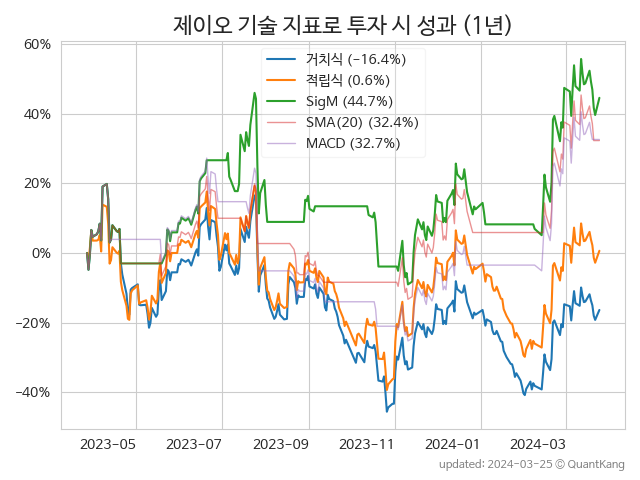 제이오 기술 지표로 투자 시 성과 (1년)
60%
40%
20%
0%
−20%
−40%
거치식 (−16.4%)
적립식 (0.6%)
SigM (44.7%)
SMA(20) (32.4%)
MACD (32.7%)
2023-05
2023-07
2023-09
2023-11
2024-01
2024-03
updated: 2024-03-25 © QuantKang